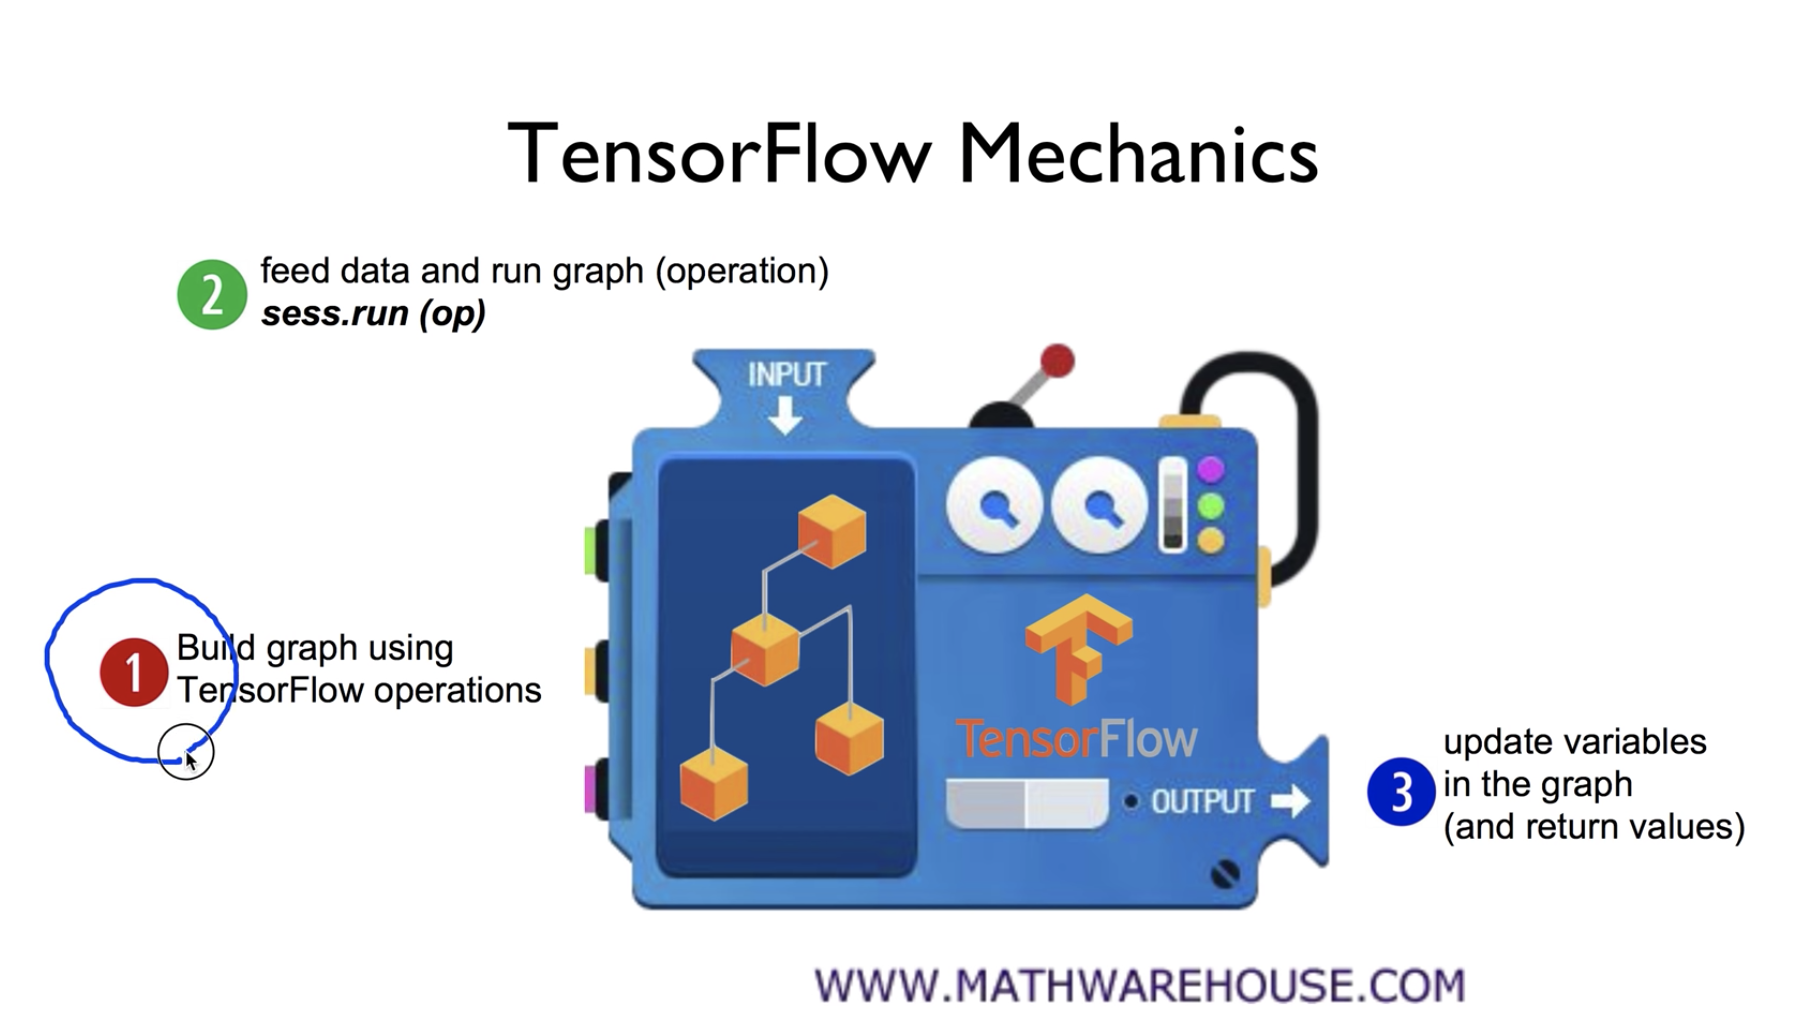 TensorFlow Mechanics
2 feed data and run graph (operation)
sess.run (op)
INPUT
1 Build graph using
TensorFlow operations
TensorFlow
OUTPUT
3 update variables
in the graph
(and return values)
WWW.MATHWAREHOUSE.COM